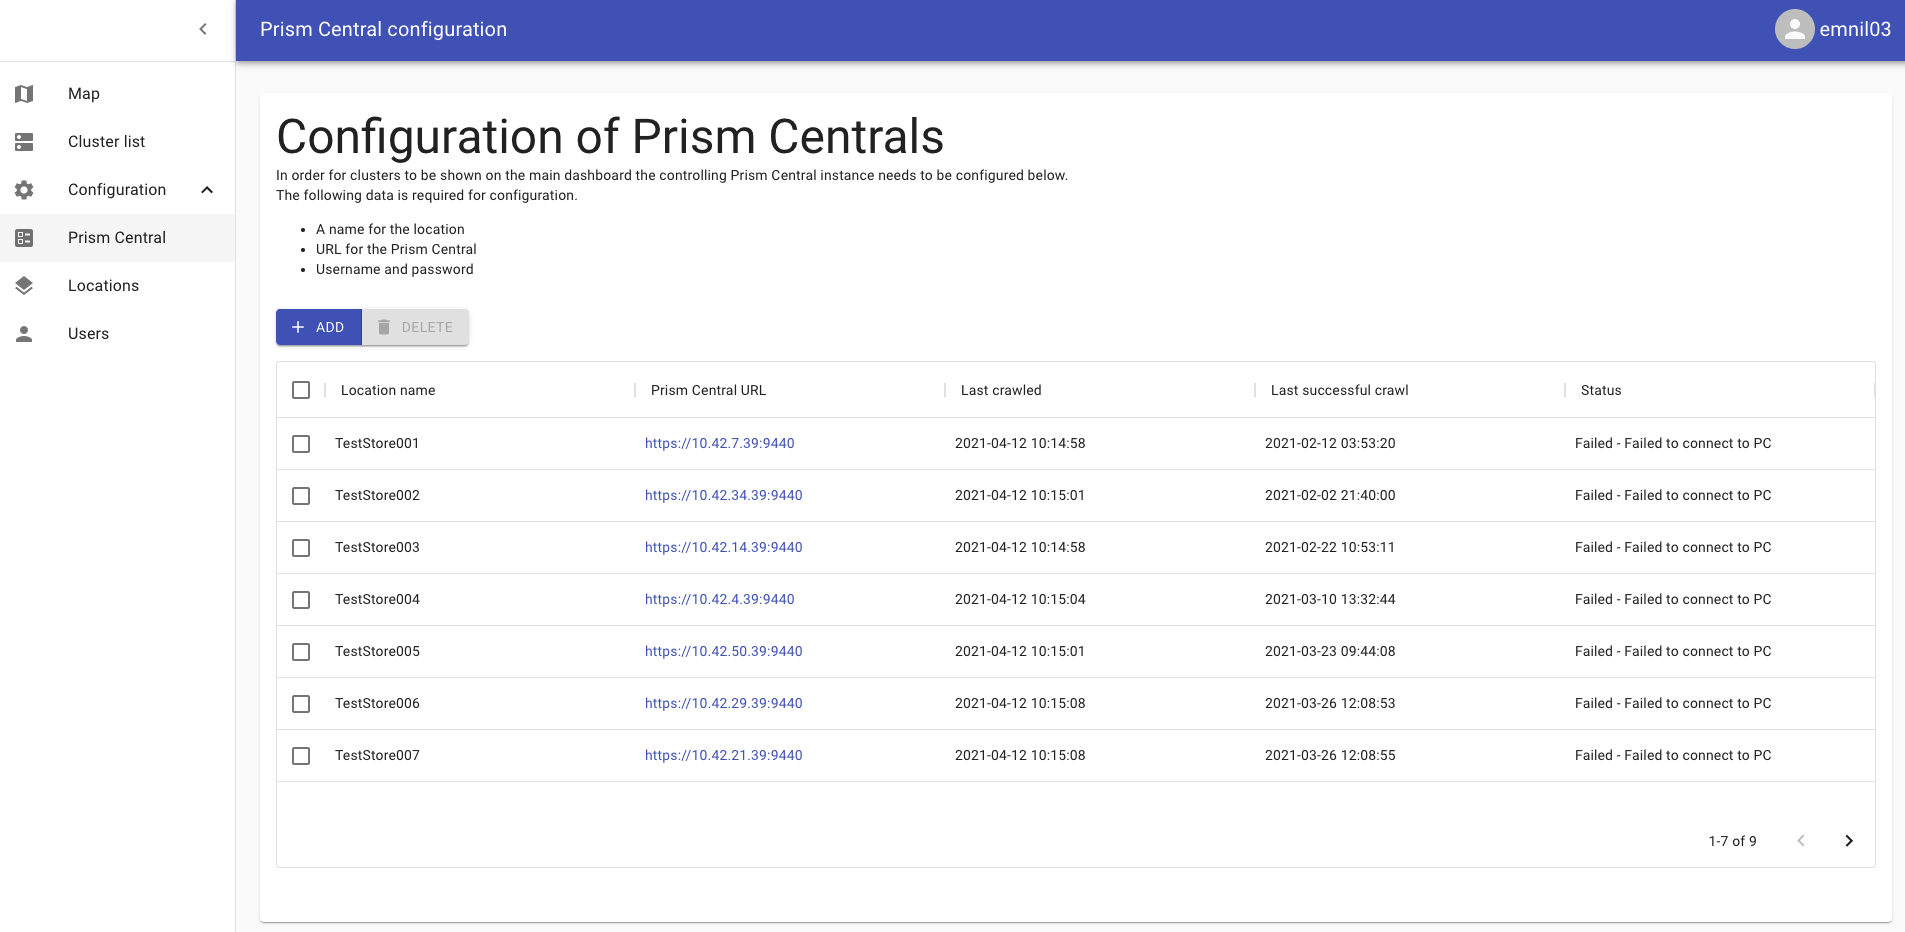 Prism Central configuration
emnil03
Map
Cluster list
Configuration
Prism Central
Locations
Users
Configuration of Prism Centrals
In order for clusters to be shown on the main dashboard the controlling Prism Central instance needs to be configured below.
The following data is required for configuration.
• A name for the location
• URL for the Prism Central
• Username and password
ADD DELETE
Location name Prism Central URL Last crawled Last successful crawl Status
TestStore001 https://10.42.7.39:9440 2021-04-12 10:14:58 2021-02-12 03:53:20 Failed - Failed to connect to PC
TestStore002 https://10.42.34.39:9440 2021-04-12 10:15:01 2021-02-02 21:40:00 Failed - Failed to connect to PC
TestStore003 https://10.42.14.39:9440 2021-04-12 10:14:58 2021-02-22 10:53:11 Failed - Failed to connect to PC
TestStore004 https://10.42.4.39:9440 2021-04-12 10:15:04 2021-03-10 13:32:44 Failed - Failed to connect to PC
TestStore005 https://10.42.50.39:9440 2021-04-12 10:15:01 2021-03-23 09:44:08 Failed - Failed to connect to PC
TestStore006 https://10.42.29.39:9440 2021-04-12 10:15:08 2021-03-26 12:08:53 Failed - Failed to connect to PC
TestStore007 https://10.42.21.39:9440 2021-04-12 10:15:08 2021-03-26 12:08:55 Failed - Failed to connect to PC
1-7 of 9